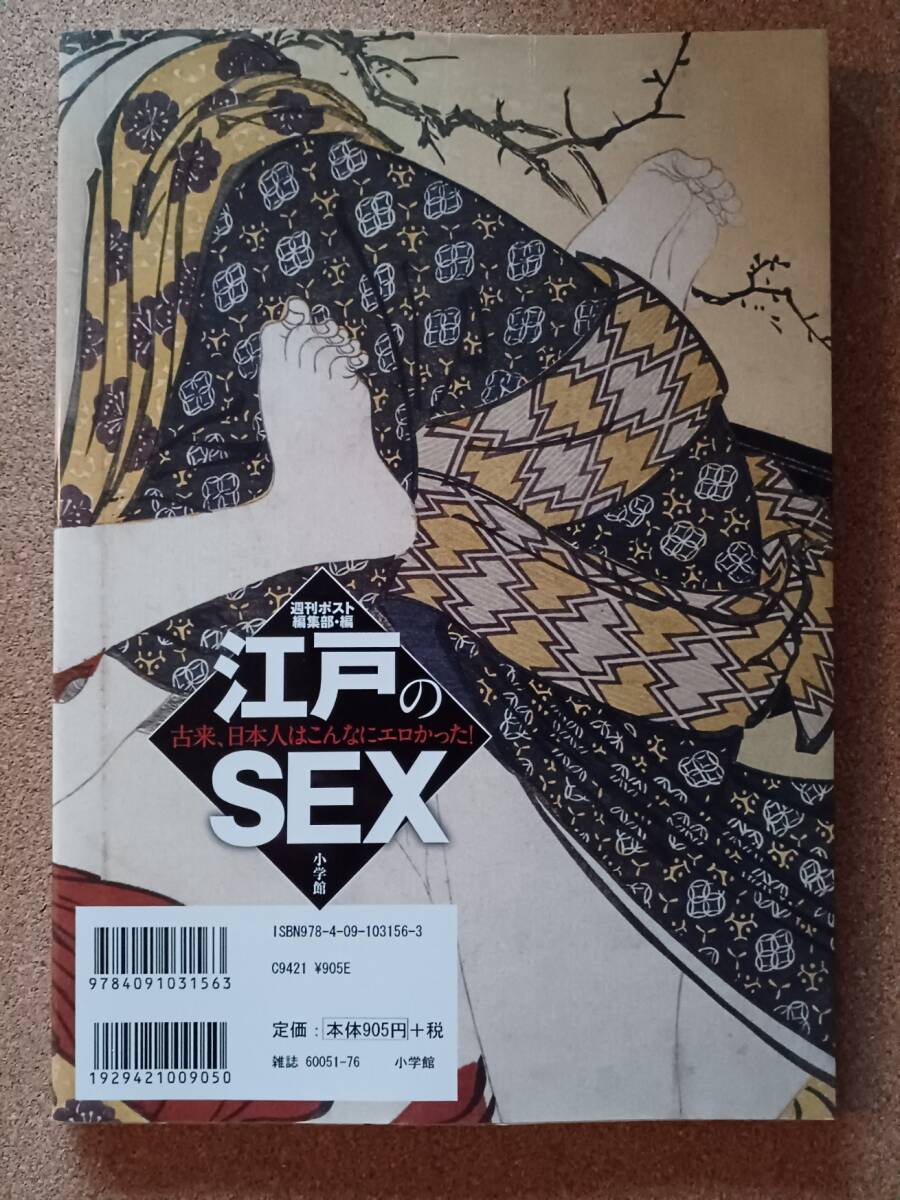 週刊ポスト
編集部・編
江戸の
古来、日本人はこんなにエロかった!
SEX
小学館
ISBN978-4-09-103156-3
C9421 ¥905E
9784091031563
定価：本体905円+税
1929421009050
雑誌 60051-76 小学館